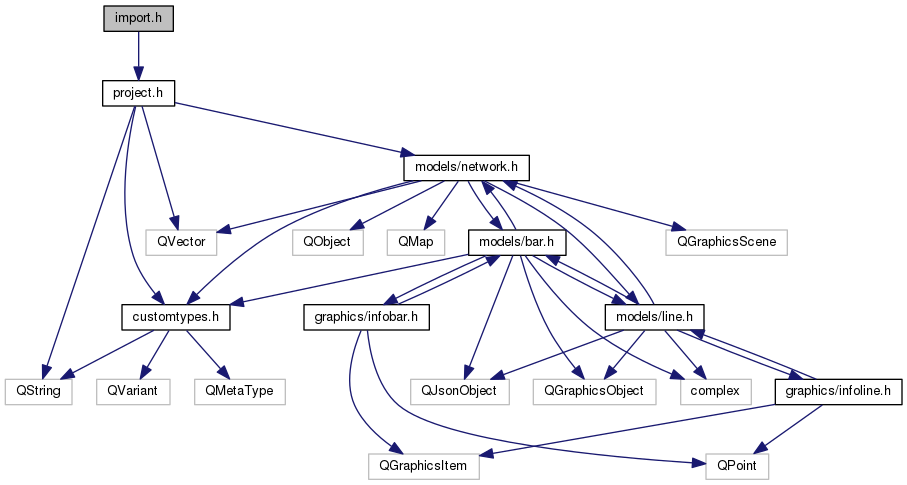 import.h
project.h
models/network.h
QVector
QObject
QMap
models/bar.h
QGraphicsScene
customtypes.h
graphics/infobar.h
models/line.h
QString
QVariant
QMetaType
QJsonObject
QGraphicsObject
complex
graphics/infoline.h
QGraphicsItem
QPoint